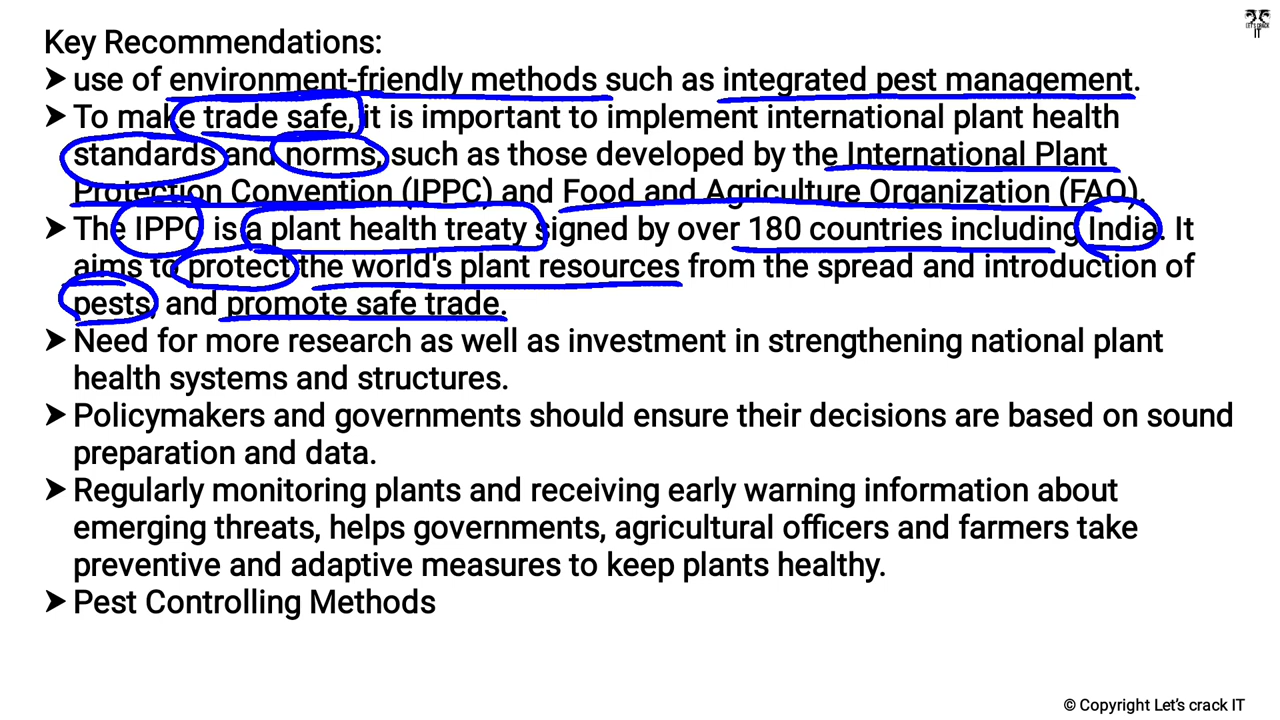 LET'S CRACK
IT
Key Recommendations:
➤ use of environment-friendly methods such as integrated pest management.
➤ To make trade safe, it is important to implement international plant health
standards and norms, such as those developed by the International Plant
Protection Convention (IPPC) and Food and Agriculture Organization (FAO).
➤ The IPPC is a plant health treaty signed by over 180 countries including India. It
aims to protect the world's plant resources from the spread and introduction of
pests, and promote safe trade.
➤ Need for more research as well as investment in strengthening national plant
health systems and structures.
➤ Policymakers and governments should ensure their decisions are based on sound
preparation and data.
➤ Regularly monitoring plants and receiving early warning information about
emerging threats, helps governments, agricultural officers and farmers take
preventive and adaptive measures to keep plants healthy.
➤ Pest Controlling Methods
© Copyright Let's crack IT